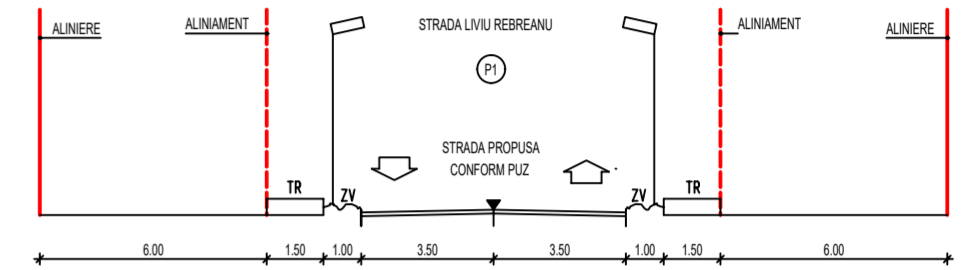 ALINIERE
ALINIAMENT
STRADA LIVIU REBREANU
ALINIAMENT
ALINIERE
P1
STRADA PROPUSA
CONFORM PUZ
TR
ZV
ZV
TR
6.00 1.50 1.00 3.50 3.50 1.00 1.50 6.00